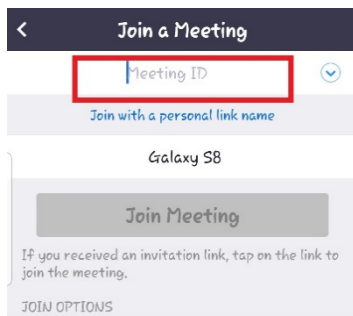 Join a Meeting
Meeting ID
Join with a personal link name
Galaxy S8
Join Meeting
If you received an invitation link, tap on the link to
join the meeting.
JOIN OPTIONS